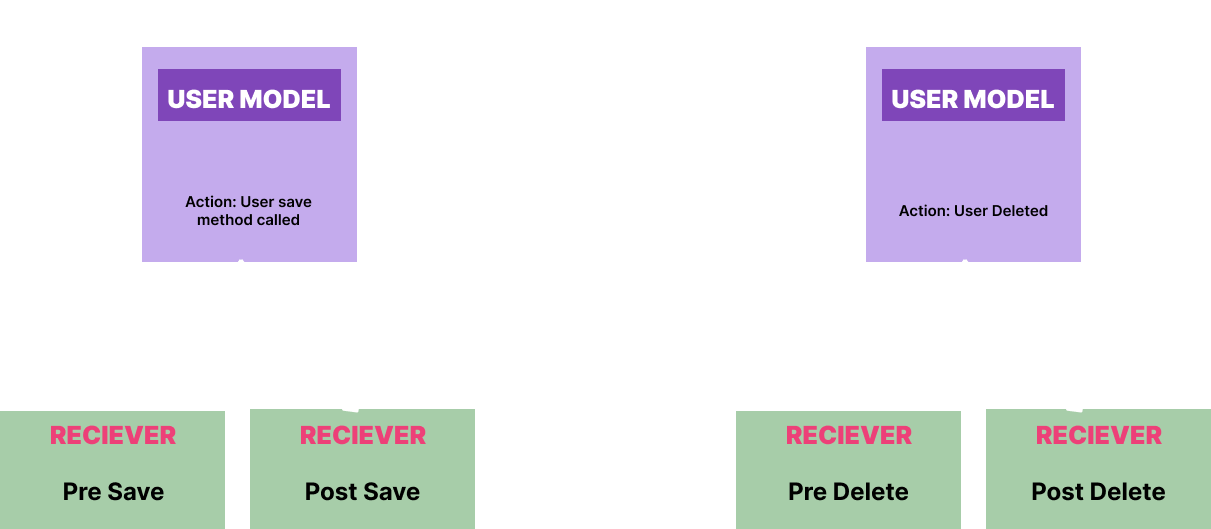 USER MODEL
Action: User save
method called
USER MODEL
Action: User Deleted
RECIEVER
Pre Save
RECIEVER
Post Save
RECIEVER
Pre Delete
RECIEVER
Post Delete